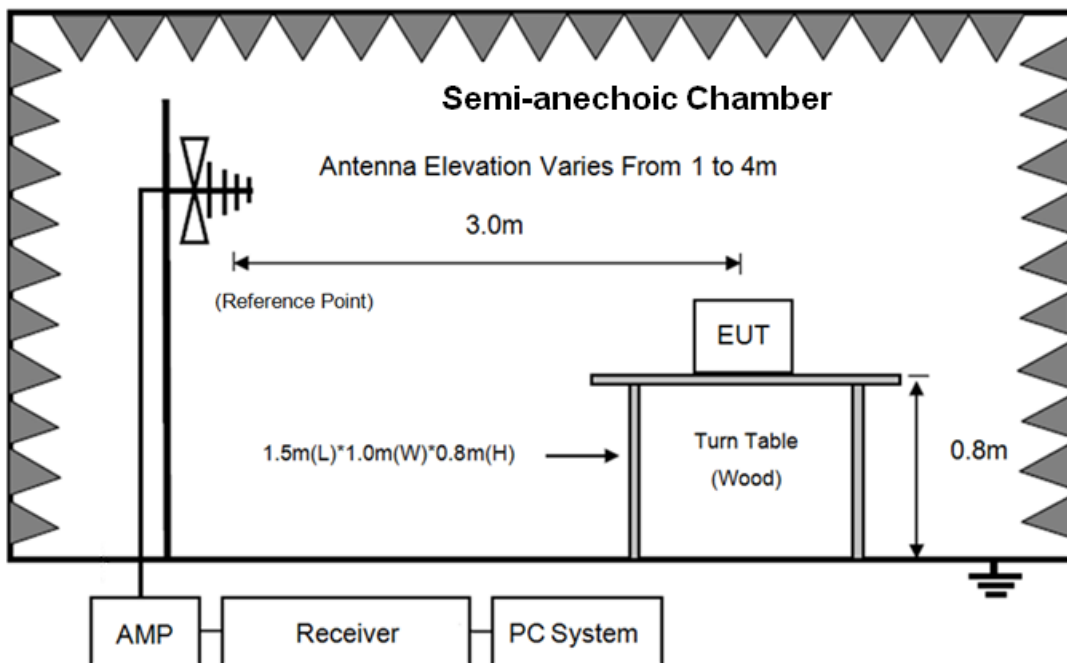 Semi-anechoic Chamber
Antenna Elevation Varies From 1 to 4m
3.0m
(Reference Point)
EUT
1.5m(L)*1.0m(W)*0.8m(H)
Turn Table
(Wood)
0.8m
AMP
Receiver
PC System